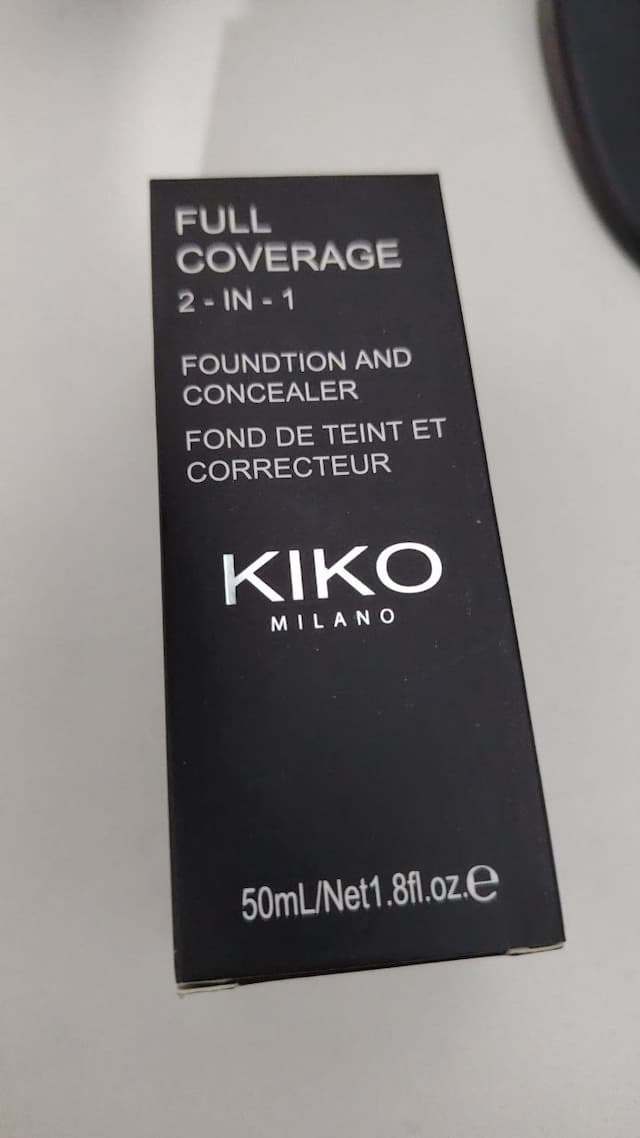 FULL
COVERAGE
2 - IN - 1
FOUNDTION AND
CONCEALER
FOND DE TEINT ET
CORRECTEUR
KIKO
MILANO
50mL/Net1.8fl.oz.e